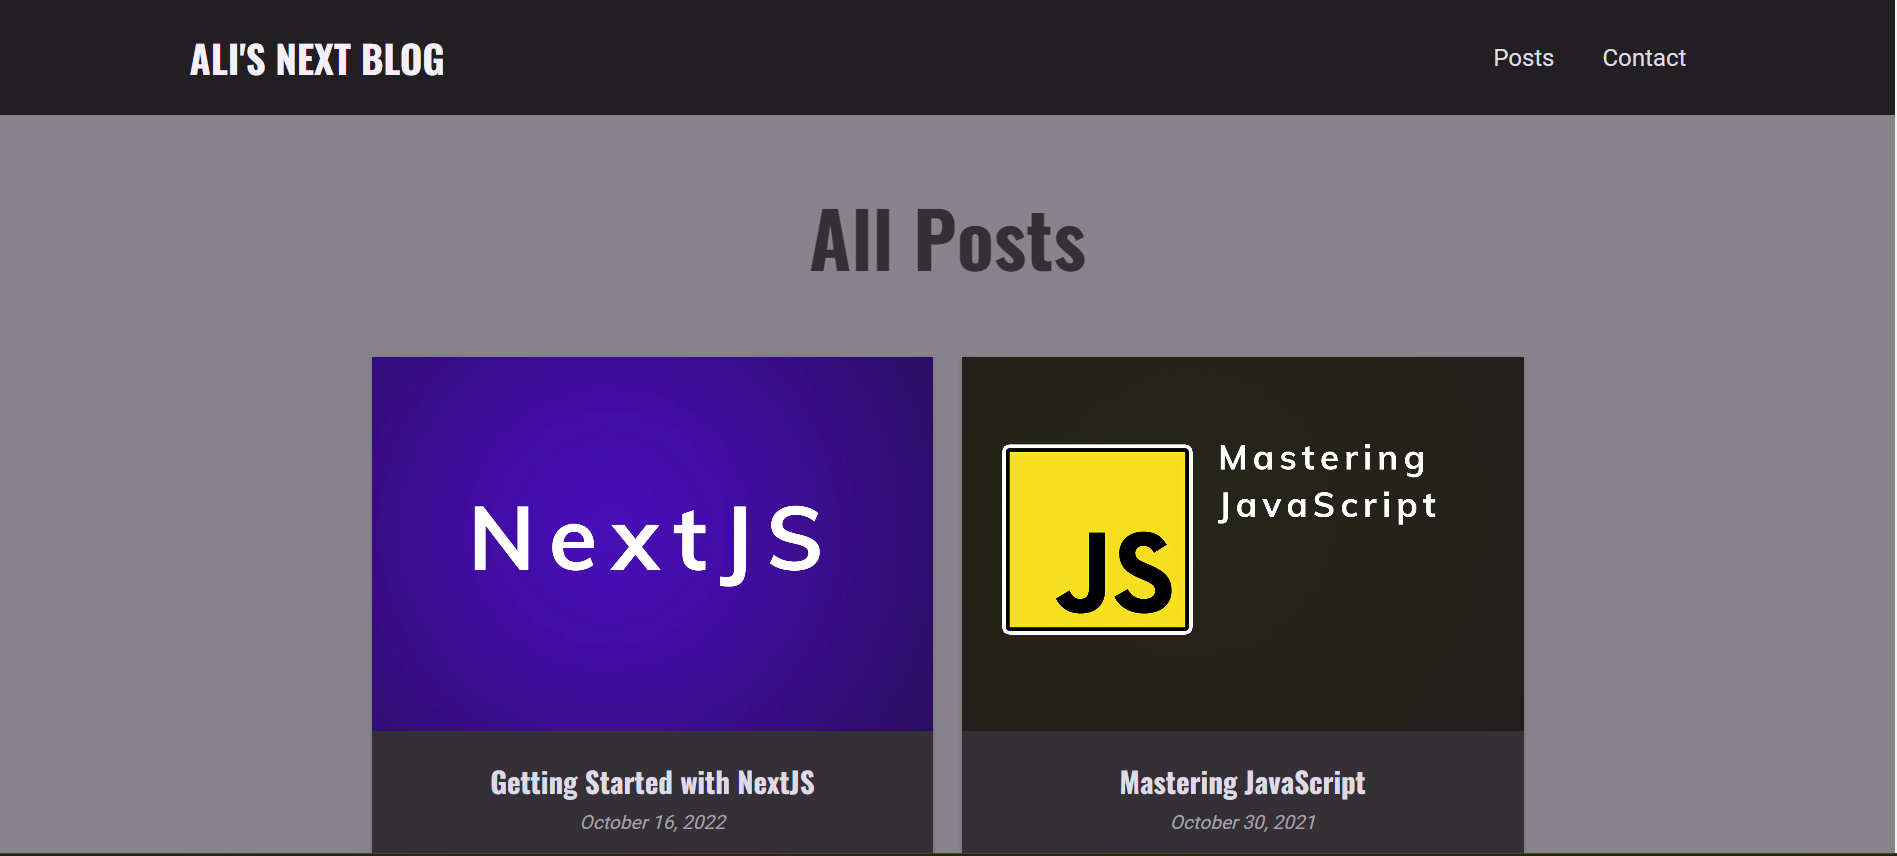 ALI'S NEXT BLOG
Posts
Contact
All Posts
NextJS
JS
Mastering
JavaScript
Getting Started with NextJS
October 16, 2022
Mastering JavaScript
October 30, 2021